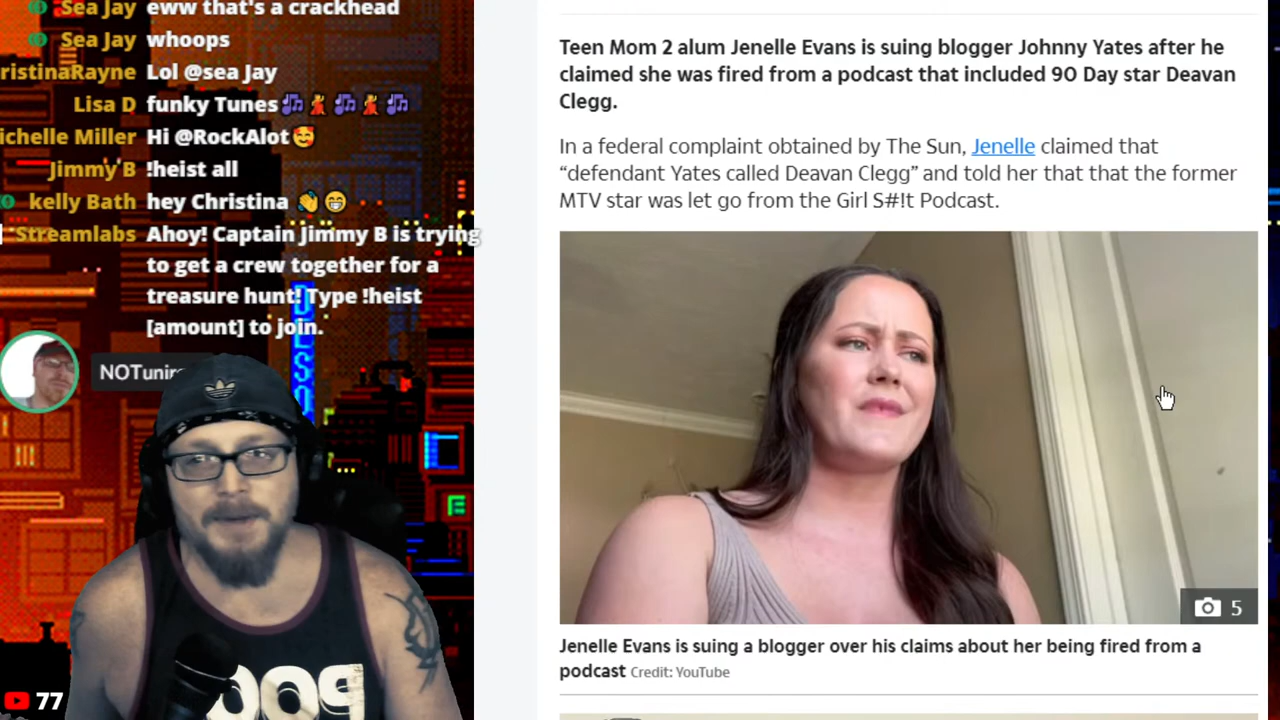 Sea Jay eww that's a crackhead
Sea Jay whoops
ristinaRayne Lol @sea Jay
Lisa D funky Tunes🎶💃🎶💃🎶
ichelle Miller Hi @RockAlot🥰
Jimmy B !heist all
kelly Bath hey Christina 👋😁
Streamlabs Ahoy! Captain Jimmy B is trying
to get a crew together for a
treasure hunt! Type !heist
[amount] to join.
77
Teen Mom 2 alum Jenelle Evans is suing blogger Johnny Yates after he
claimed she was fired from a podcast that included 90 Day star Deavan
Clegg.
In a federal complaint obtained by The Sun, Jenelle claimed that
“defendant Yates called Deavan Clegg” and told her that that the former
MTV star was let go from the Girl S#!t Podcast.
5
Jenelle Evans is suing a blogger over his claims about her being fired from a
podcast Credit: YouTube